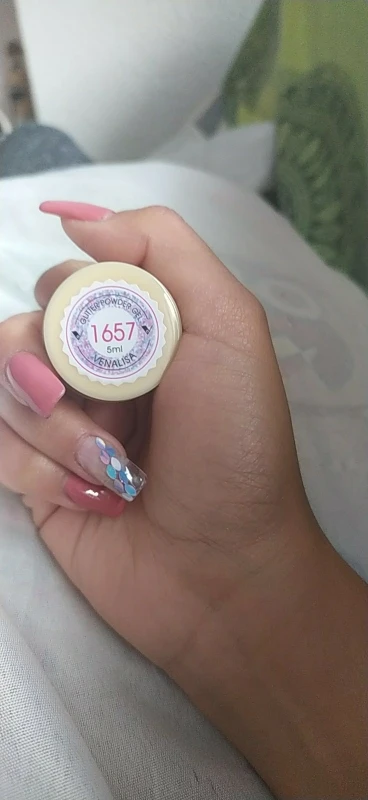 GLITTER POWDER GEL
1657
5ml
VENALISA